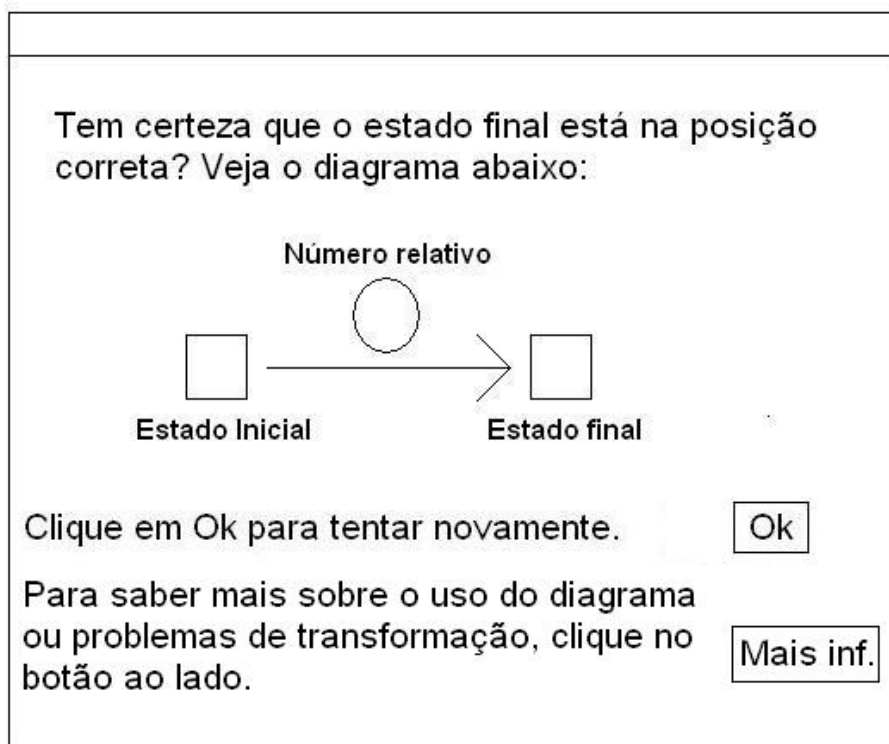 Tem certeza que o estado final está na posição
correta? Veja o diagrama abaixo:
Número relativo
Estado Inicial
Estado final
Clique em Ok para tentar novamente.
Ok
Para saber mais sobre o uso do diagrama
ou problemas de transformação, clique no
botão ao lado.
Mais inf.